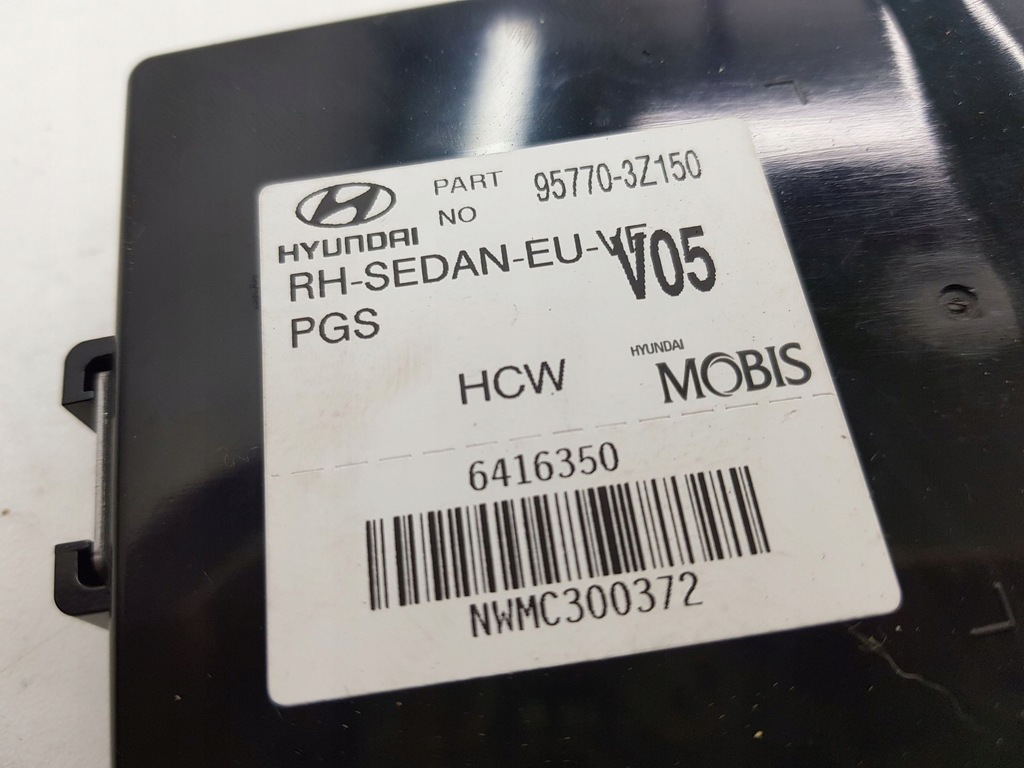 PART NO 95770-3Z150
HYUNDAI
RH-SEDAN-EU-VF
V05
PGS
HCW
HYUNDAI MOBIS
6416350
NWMC300372